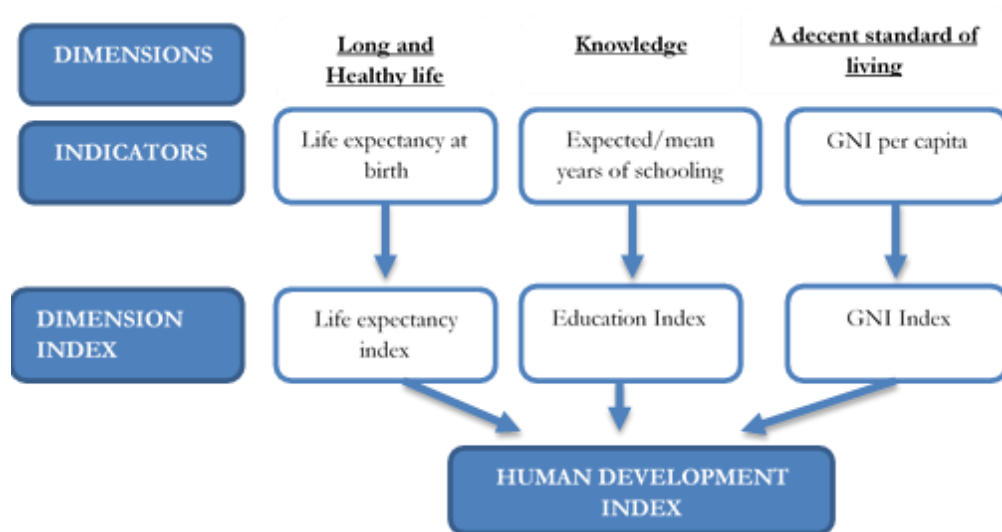 DIMENSIONS
Long and
Healthy life
Knowledge
A decent standard of
living
INDICATORS
Life expectancy at
birth
Expected/mean
years of schooling
GNI per capita
DIMENSION
INDEX
Life expectancy
index
Education Index
GNI Index
HUMAN DEVELOPMENT
INDEX